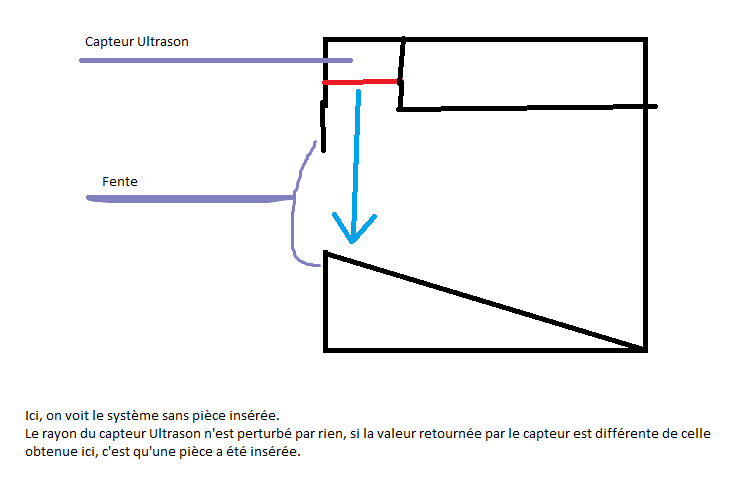 Capteur Ultrason
Fente
Ici, on voit le système sans pièce insérée.
Le rayon du capteur Ultrason n'est perturbé par rien, si la valeur retournée par le capteur est différente de celle
obtenue ici, c'est qu'une pièce a été insérée.